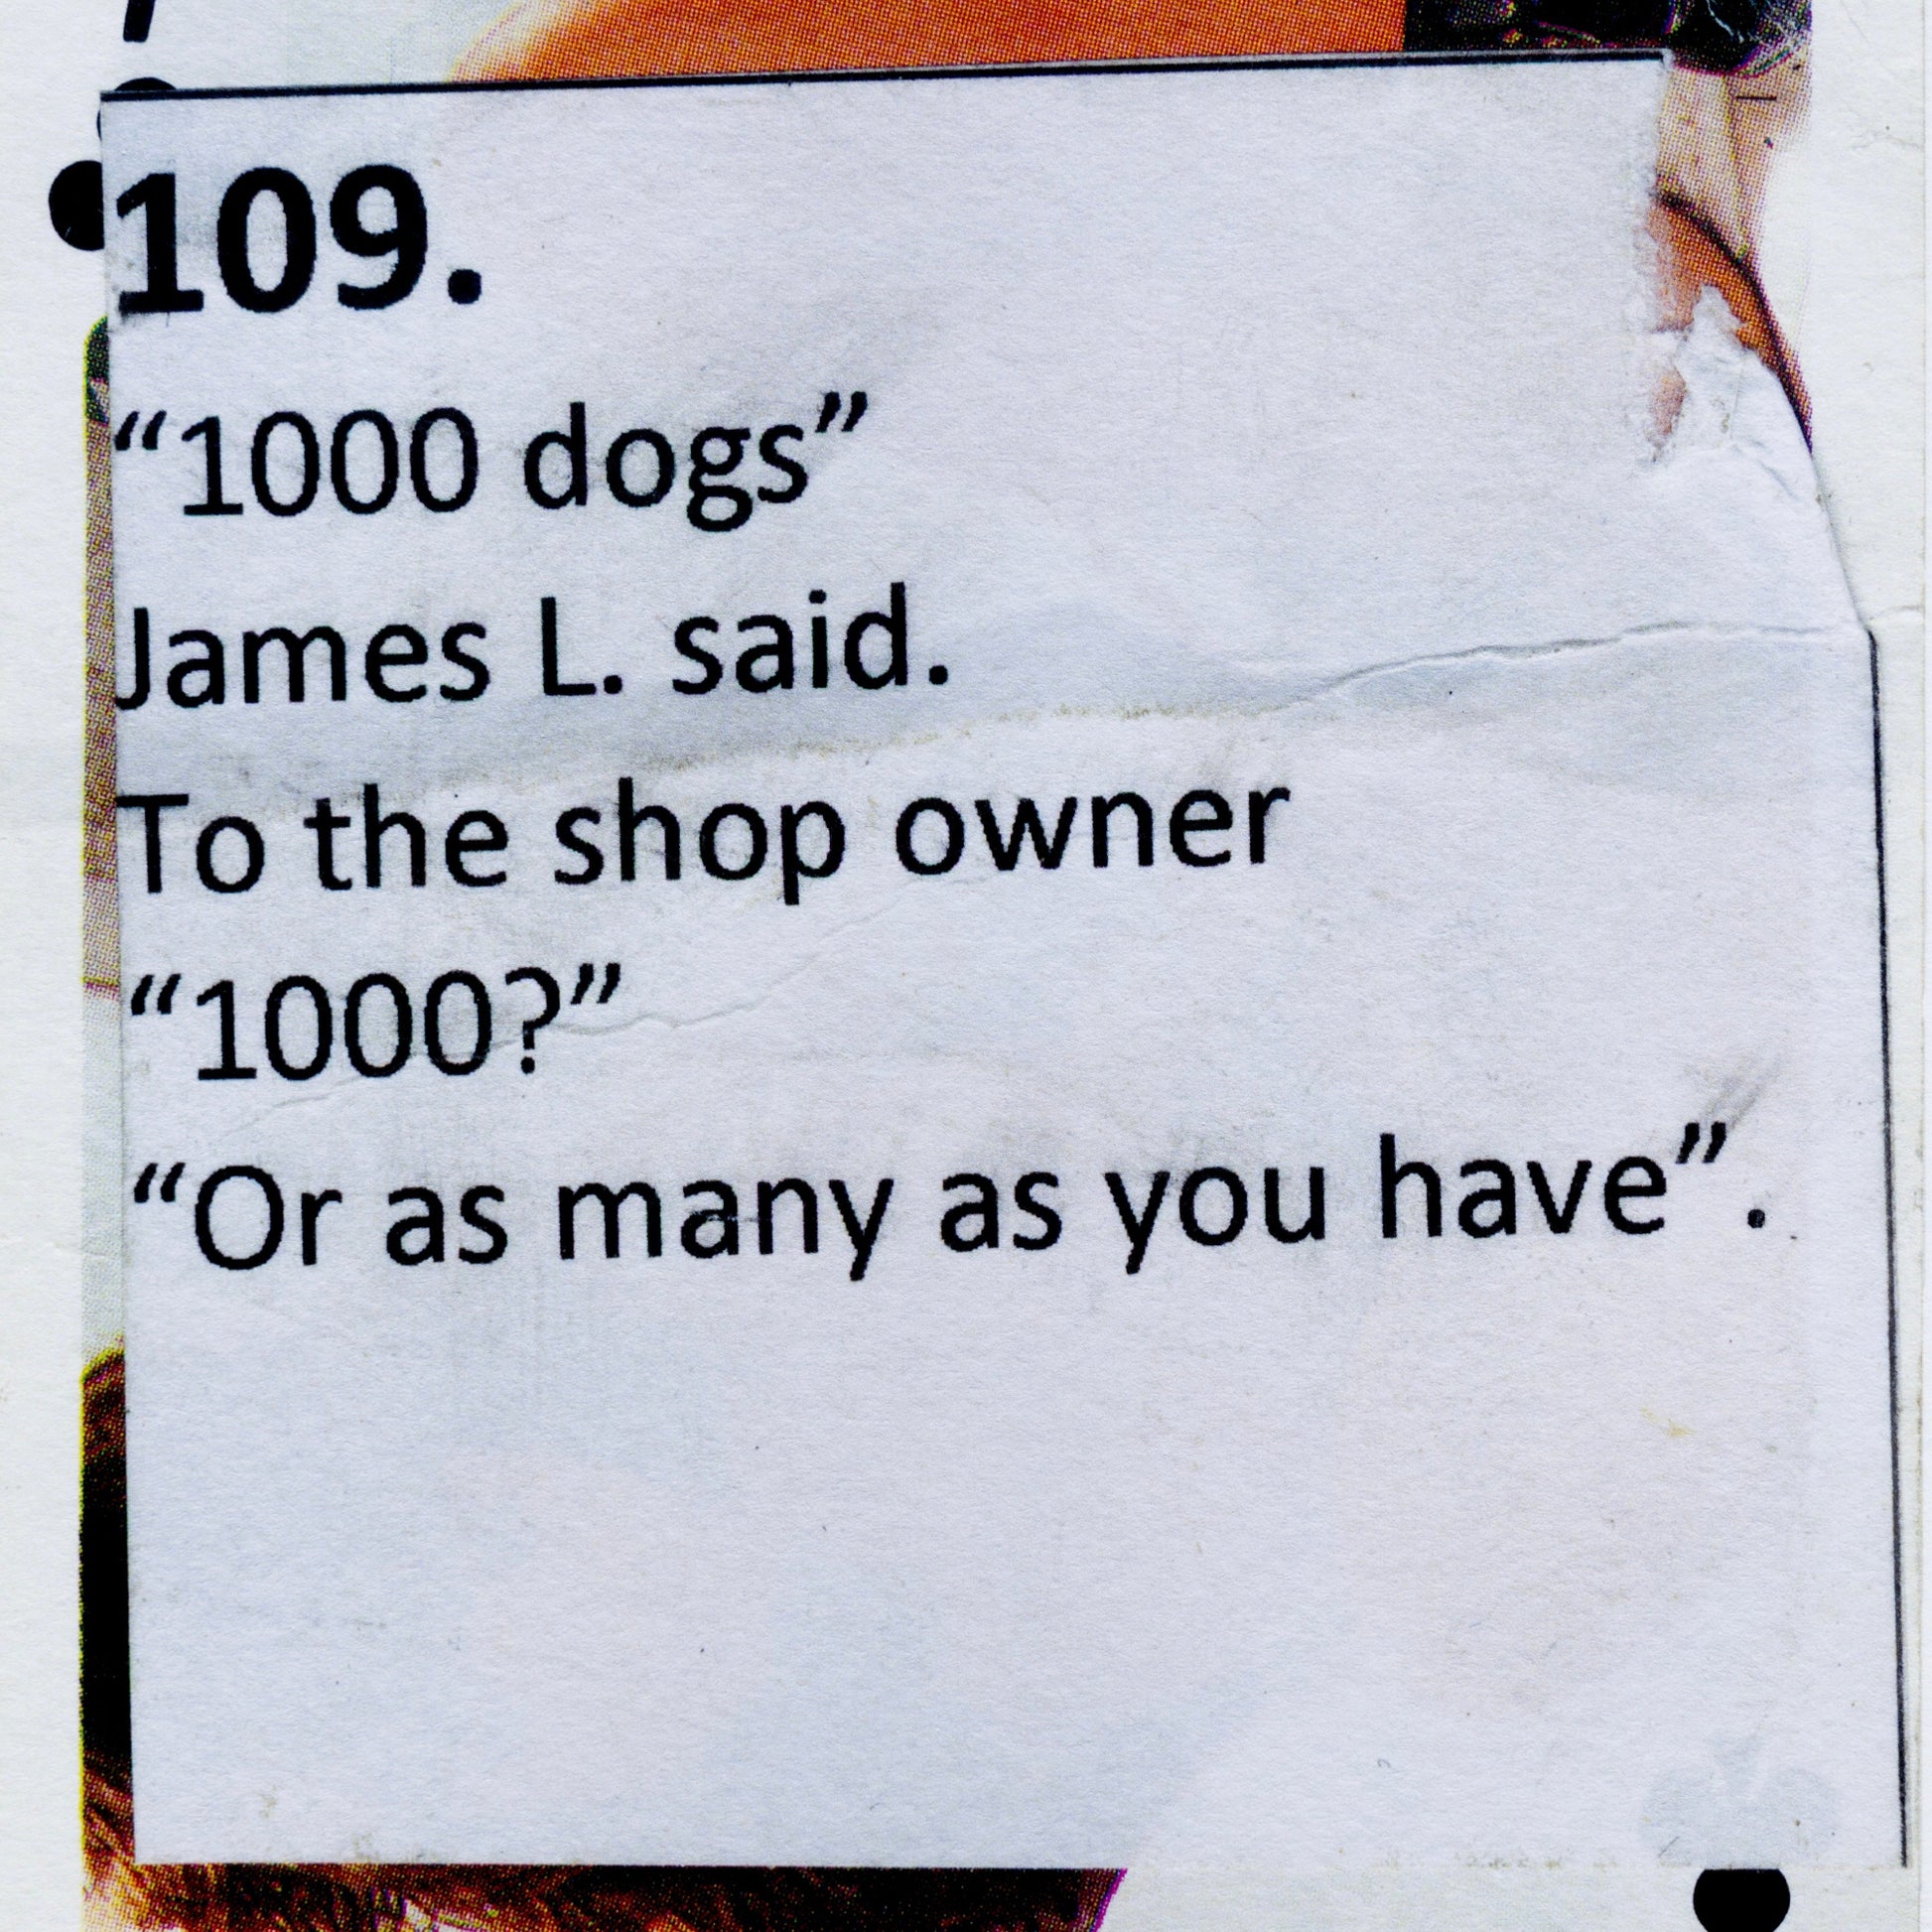 109.
“1000 dogs”
James L. said.
To the shop owner
“1000?”
“Or as many as you have”.